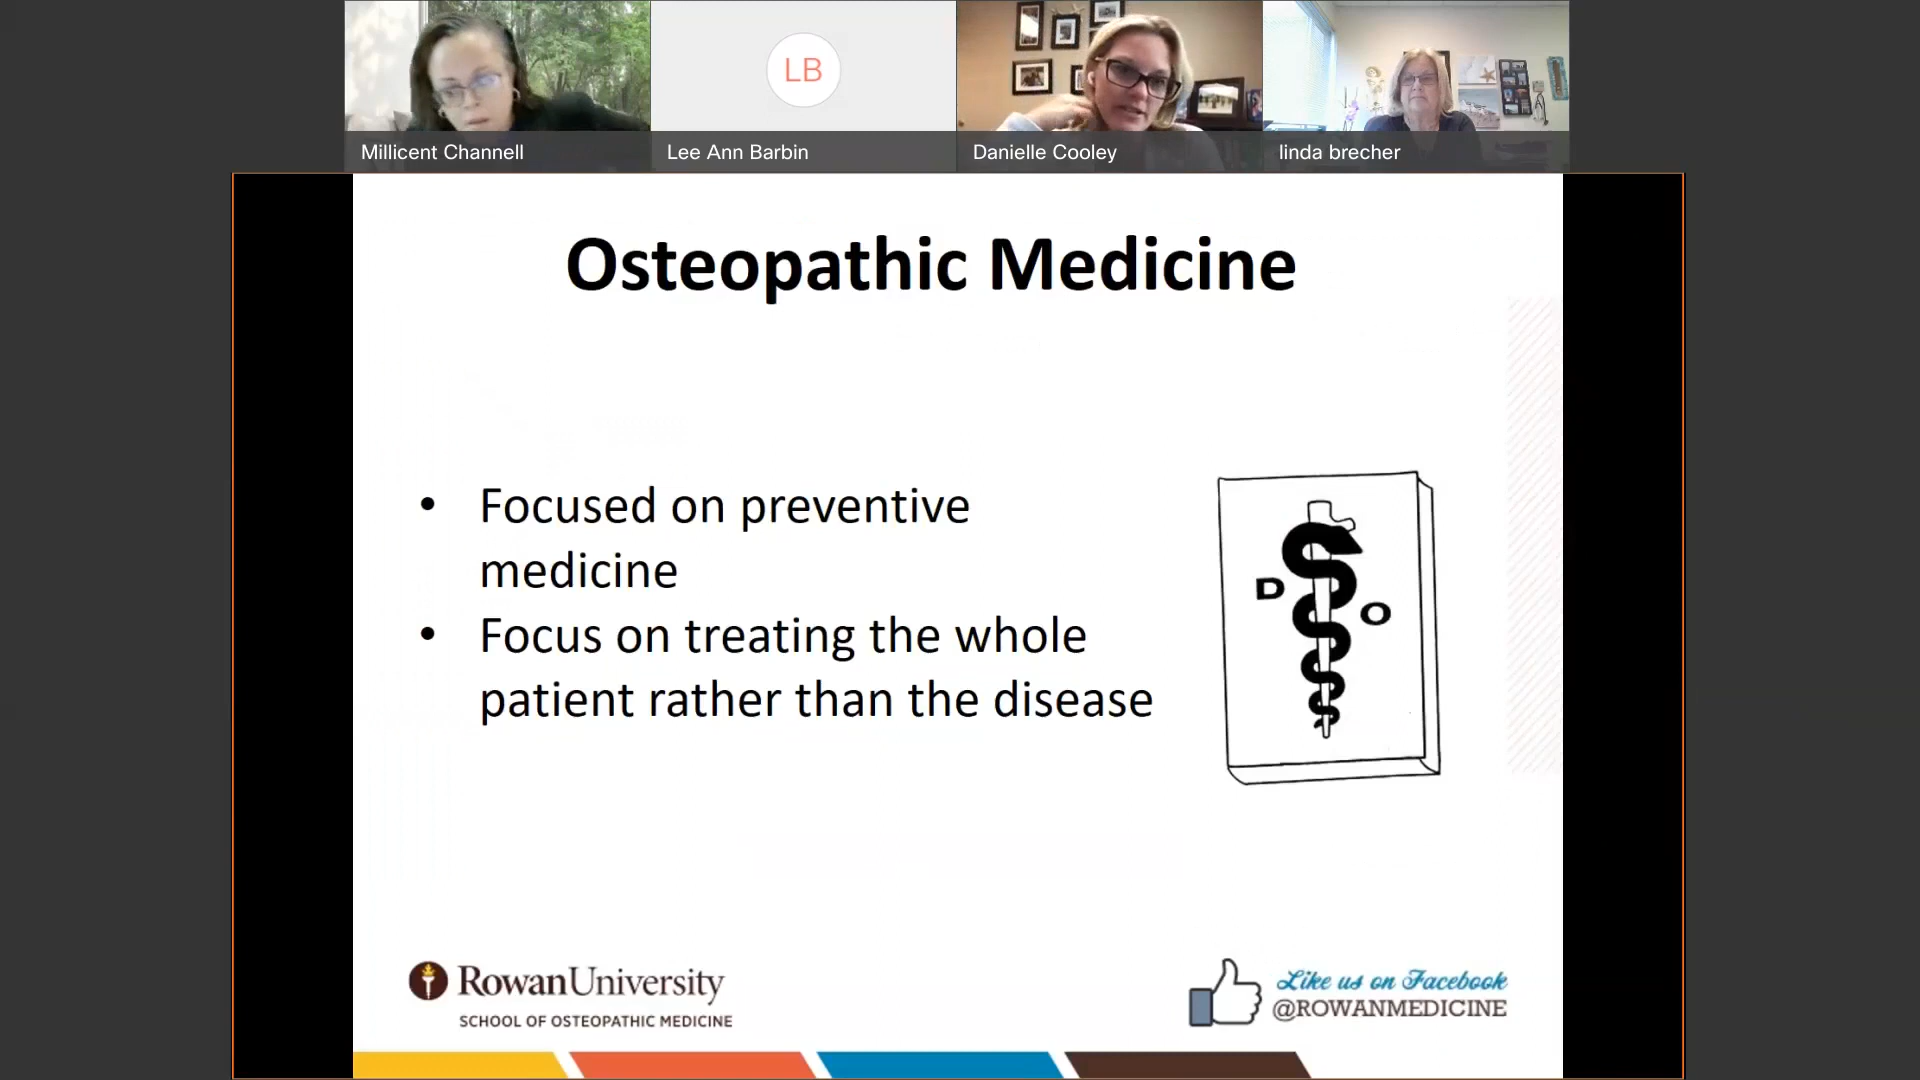 LB
Millicent Channell
Lee Ann Barbin
Danielle Cooley
linda brecher
Osteopathic Medicine
• Focused on preventive
medicine
• Focus on treating the whole
patient rather than the disease
D
O
RowanUniversity
SCHOOL OF OSTEOPATHIC MEDICINE
Like us on Facebook
@ROWANMEDICINE